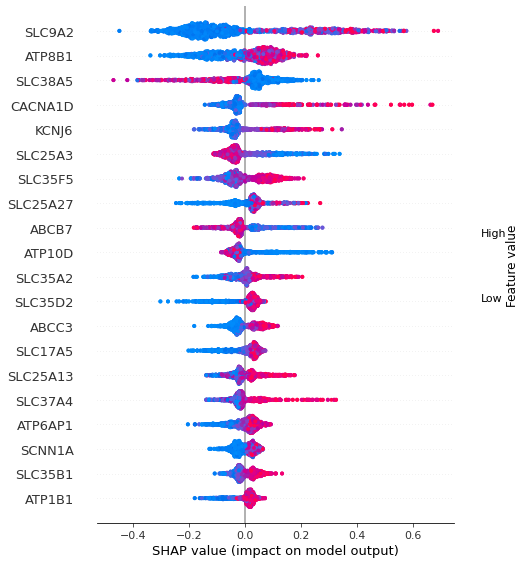 SLC9A2
ATP8B1
SLC38A5
CACNA1D
KCNJ6
SLC25A3
SLC35F5
SLC25A27
ABCB7
ATP10D
SLC35A2
SLC35D2
ABCC3
SLC17A5
SLC25A13
SLC37A4
ATP6AP1
SCNN1A
SLC35B1
ATP1B1
−0.4 −0.2 0.0 0.2 0.4 0.6
SHAP value (impact on model output)
High
Low
Feature value